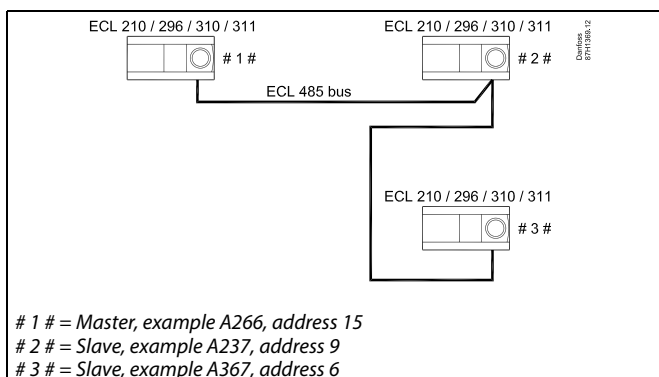 ECL 210 / 296 / 310 / 311
ECL 210 / 296 / 310 / 311
# 1 #
# 2 #
Danfoss
87H1369.12
ECL 485 bus
ECL 210 / 296 / 310 / 311
# 3 #
# 1 # = Master, example A266, address 15
# 2 # = Slave, example A237, address 9
# 3 # = Slave, example A367, address 6